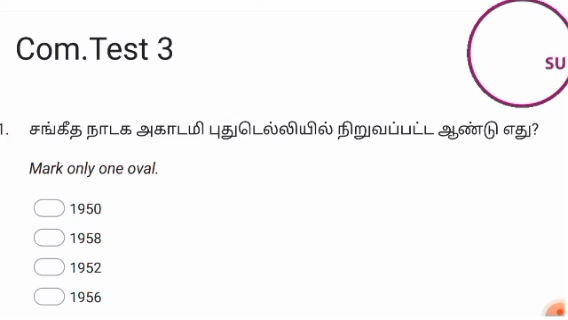 Com.Test 3
SU
1. சங்கீத நாடக அகாடமி புதுடெல்லியில் நிறுவப்பட்ட ஆண்டு எது?
Mark only one oval.
1950
1958
1952
1956